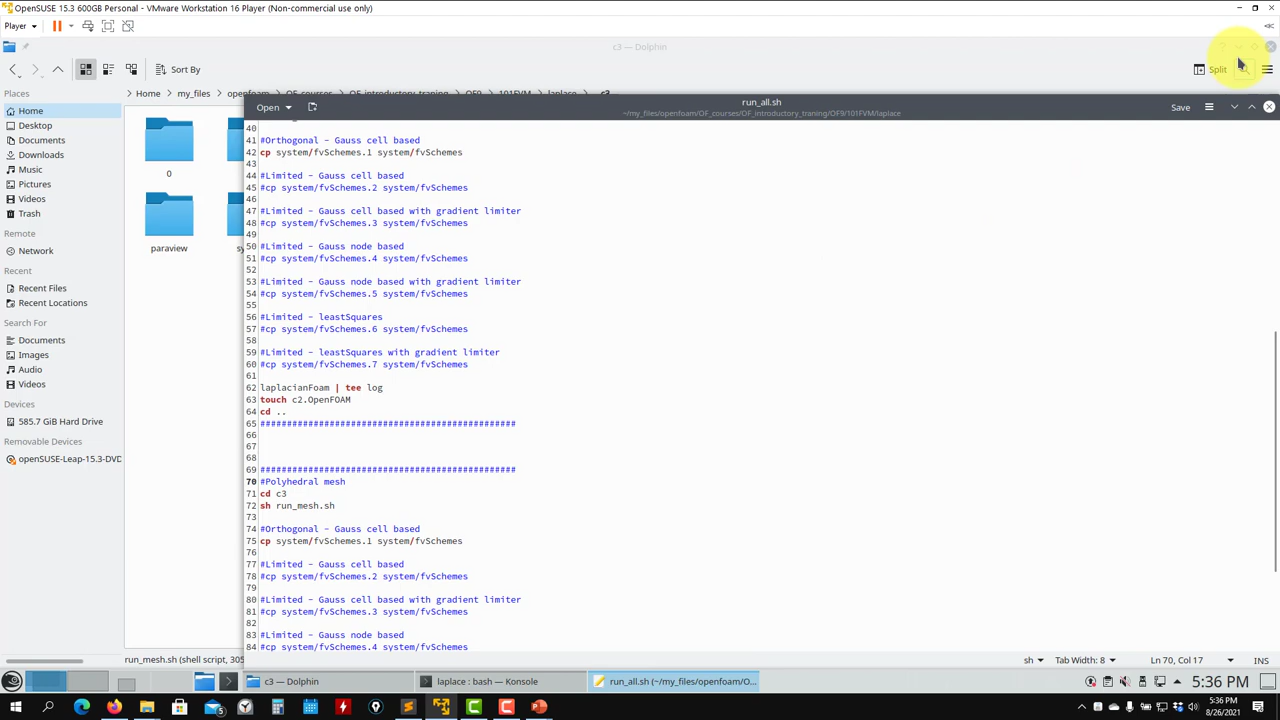 OpenSUSE 15.3 600GB Personal - VMware Workstation 16 Player (Non-commercial use only)
Player
c3 — Dolphin
Sort By
Split
Places
Home
Desktop
Documents
Downloads
Music
Pictures
Videos
Trash
Remote
Network
Recent
Recent Files
Recent Locations
Search For
Documents
Images
Audio
Videos
Devices
585.7 GiB Hard Drive
Removable Devices
openSUSE-Leap-15.3-DVD
Home
my_files
openfoam
OF_courses
OF_introductory_traning
OF9
101FVM
laplace
c3
0
paraview
sy
run_mesh.sh (shell script, 305
Open
run_all.sh
~/my_files/openfoam/OF_courses/OF_introductory_traning/OF9/101FVM/laplace
Save
40
41 #Orthogonal - Gauss cell based
42 cp system/fvSchemes.1 system/fvSchemes
43
44 #Limited - Gauss cell based
45 #cp system/fvSchemes.2 system/fvSchemes
46
47 #Limited - Gauss cell based with gradient limiter
48 #cp system/fvSchemes.3 system/fvSchemes
49
50 #Limited - Gauss node based
51 #cp system/fvSchemes.4 system/fvSchemes
52
53 #Limited - Gauss node based with gradient limiter
54 #cp system/fvSchemes.5 system/fvSchemes
55
56 #Limited - leastSquares
57 #cp system/fvSchemes.6 system/fvSchemes
58
59 #Limited - leastSquares with gradient limiter
60 #cp system/fvSchemes.7 system/fvSchemes
61
62 laplacianFoam | tee log
63 touch c2.OpenFOAM
64 cd ..
65 ################################################
66
67
68
69 ################################################
70 #Polyhedral mesh
71 cd c3
72 sh run_mesh.sh
73
74 #Orthogonal - Gauss cell based
75 cp system/fvSchemes.1 system/fvSchemes
76
77 #Limited - Gauss cell based
78 #cp system/fvSchemes.2 system/fvSchemes
79
80 #Limited - Gauss cell based with gradient limiter
81 #cp system/fvSchemes.3 system/fvSchemes
82
83 #Limited - Gauss node based
84 #cp system/fvSchemes.4 system/fvSchemes
sh
Tab Width: 8
Ln 70, Col 17
INS
c3 — Dolphin
laplace : bash — Konsole
run_all.sh (~/my_files/openfoam/O...
5:36 PM
5:36 PM
8/26/2021